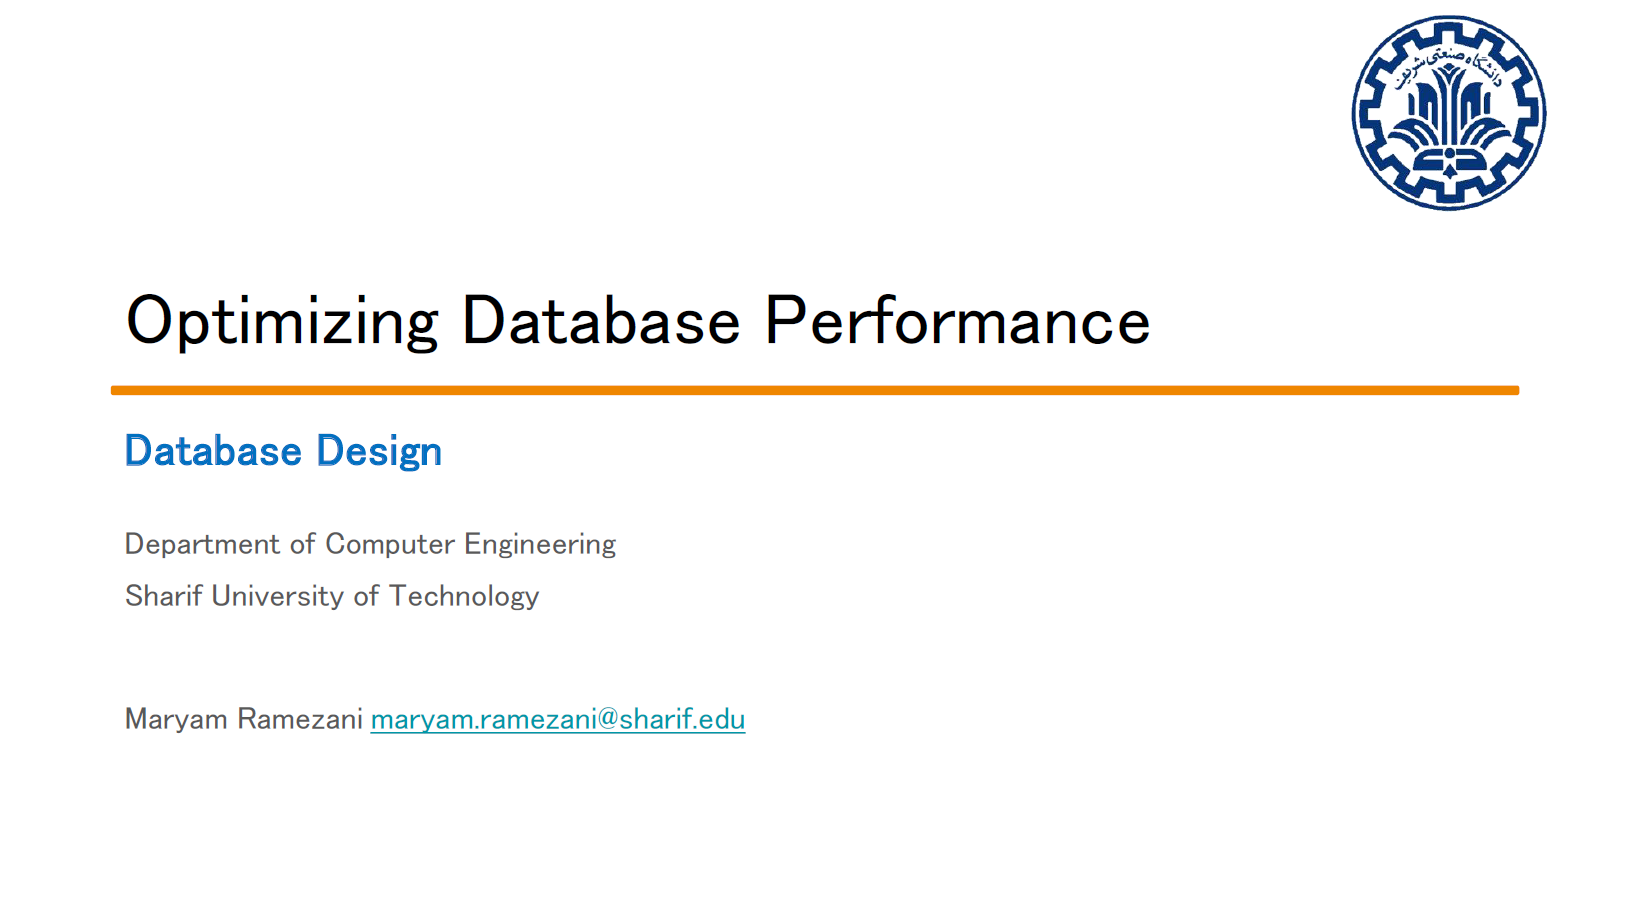 دانشگاه صنعتی شریف
Optimizing Database Performance
Database Design
Department of Computer Engineering
Sharif University of Technology
Maryam Ramezani maryam.ramezani@sharif.edu